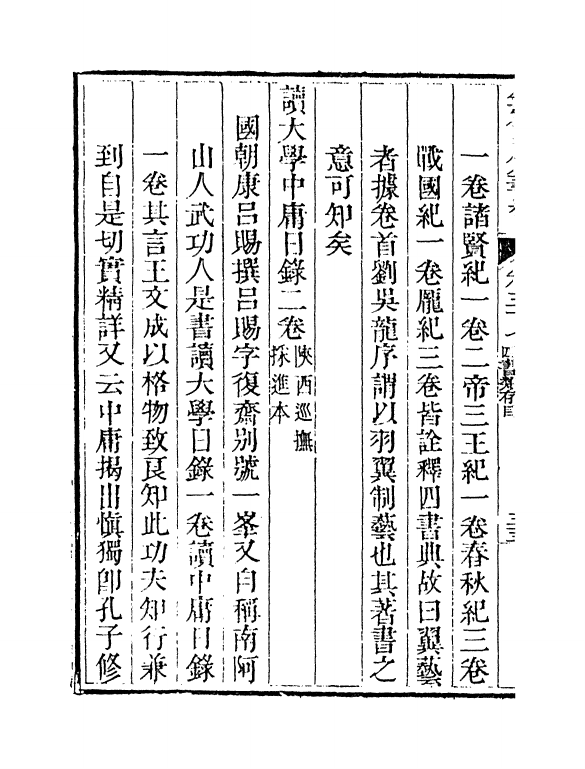 一卷諸賢紀一卷二帝三王紀一卷春秋紀三卷
戰國紀一卷龐紀三卷皆詮釋四書典故曰翼藝
者據卷首劉吳龍序謂以羽翼制藝也其著書之
意可知矣
讀大學中庸日錄二卷陝西巡撫
採進本
國朝康呂賜撰呂賜字復齋别號一峯又自稱南阿
山人武功人是書讀大學日錄一卷讀中庸日錄
一卷其言王文成以格物致良知此功夫知行兼
到自是切實精詳又云中庸揭出愼獨卽孔子修